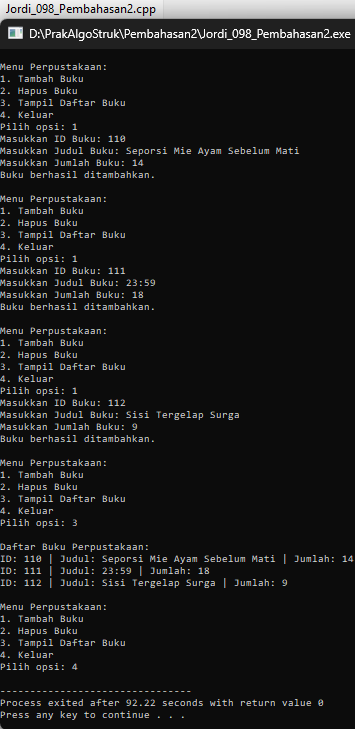 Jordi_098_Pembahasan2.cpp
D:\PrakAlgoStruk\Pembahasan2\Jordi_098_Pembahasan2.exe
Menu Perpustakaan:
1. Tambah Buku
2. Hapus Buku
3. Tampil Daftar Buku
4. Keluar
Pilih opsi: 1
Masukkan ID Buku: 110
Masukkan Judul Buku: Seporsi Mie Ayam Sebelum Mati
Masukkan Jumlah Buku: 14
Buku berhasil ditambahkan.
Menu Perpustakaan:
1. Tambah Buku
2. Hapus Buku
3. Tampil Daftar Buku
4. Keluar
Pilih opsi: 1
Masukkan ID Buku: 111
Masukkan Judul Buku: 23:59
Masukkan Jumlah Buku: 18
Buku berhasil ditambahkan.
Menu Perpustakaan:
1. Tambah Buku
2. Hapus Buku
3. Tampil Daftar Buku
4. Keluar
Pilih opsi: 1
Masukkan ID Buku: 112
Masukkan Judul Buku: Sisi Tergelap Surga
Masukkan Jumlah Buku: 9
Buku berhasil ditambahkan.
Menu Perpustakaan:
1. Tambah Buku
2. Hapus Buku
3. Tampil Daftar Buku
4. Keluar
Pilih opsi: 3
Daftar Buku Perpustakaan:
ID: 110 | Judul: Seporsi Mie Ayam Sebelum Mati | Jumlah: 14
ID: 111 | Judul: 23:59 | Jumlah: 18
ID: 112 | Judul: Sisi Tergelap Surga | Jumlah: 9
Menu Perpustakaan:
1. Tambah Buku
2. Hapus Buku
3. Tampil Daftar Buku
4. Keluar
Pilih opsi: 4
--------------------------------
Process exited after 92.22 seconds with return value 0
Press any key to continue . . .